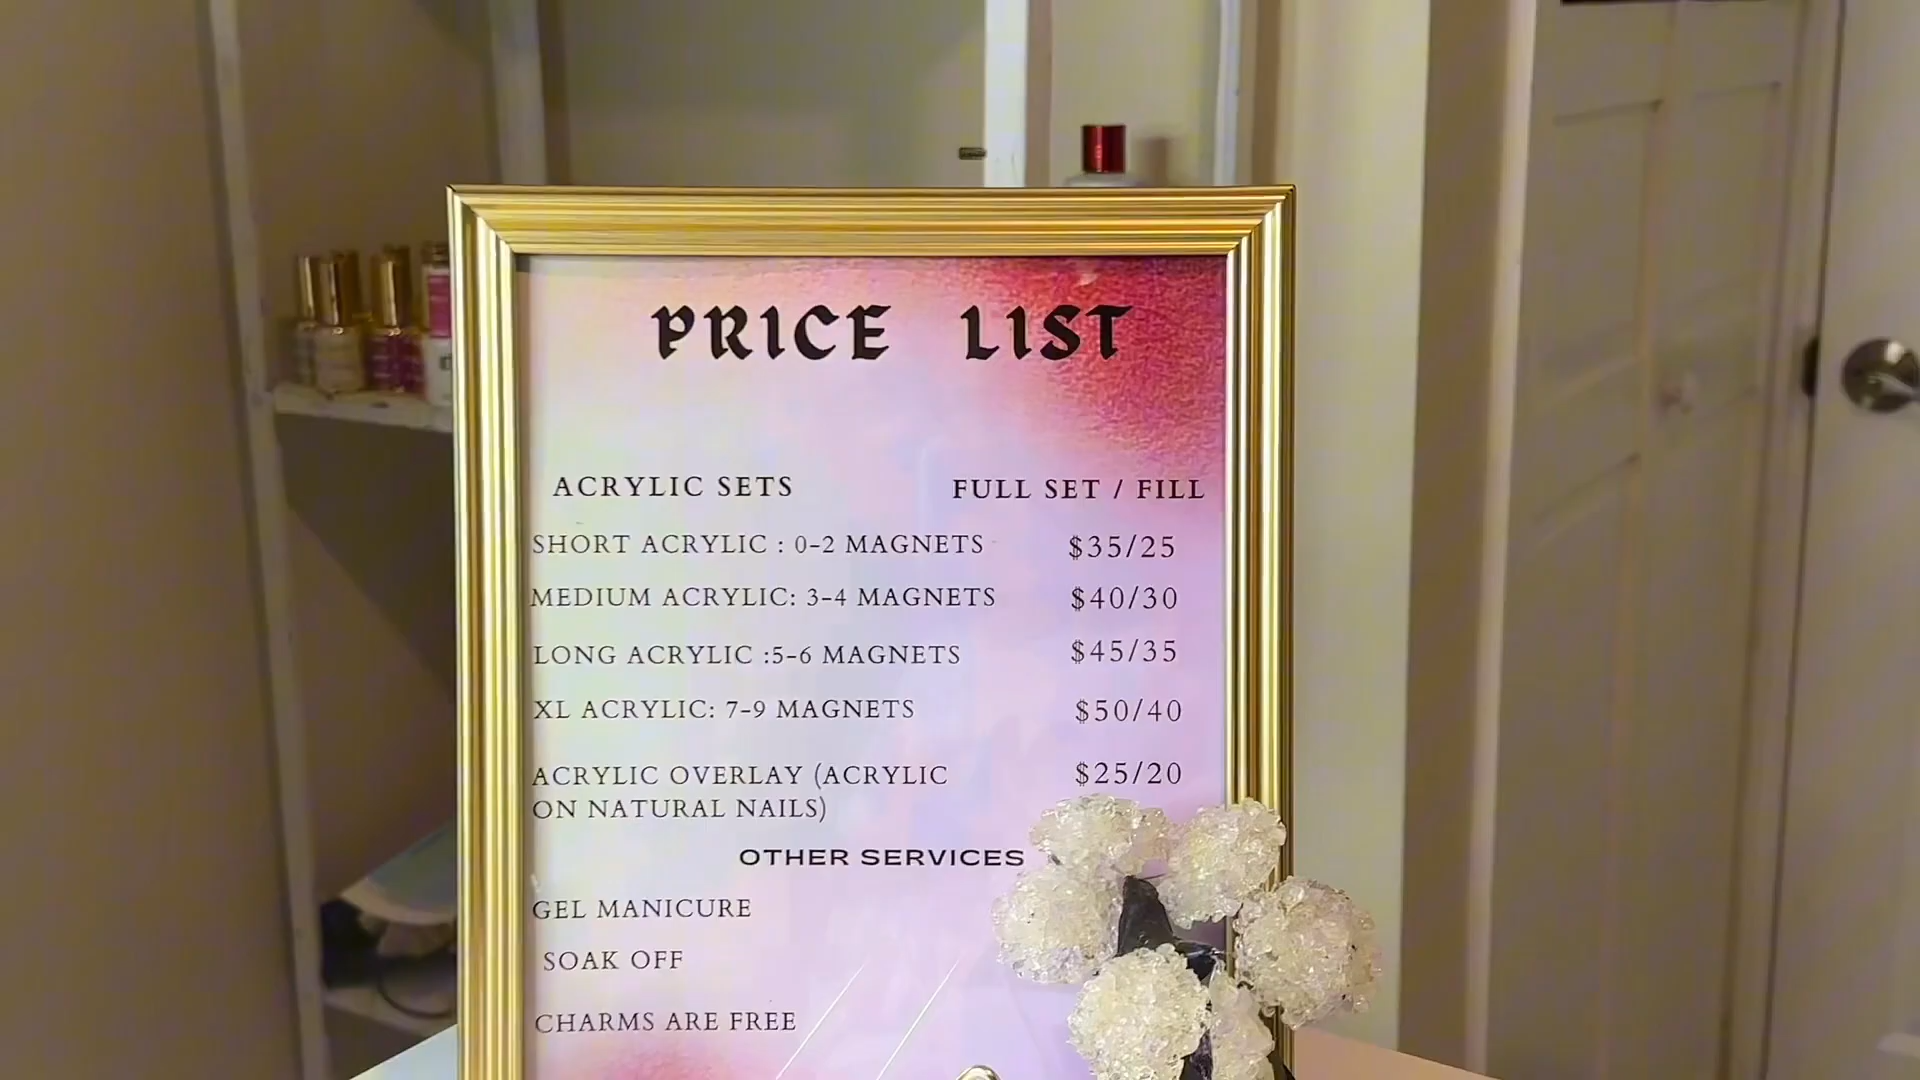 PRICE LIST
ACRYLIC SETS FULL SET / FILL
SHORT ACRYLIC : 0-2 MAGNETS $35/25
MEDIUM ACRYLIC: 3-4 MAGNETS $40/30
LONG ACRYLIC :5-6 MAGNETS $45/35
XL ACRYLIC: 7-9 MAGNETS $50/40
ACRYLIC OVERLAY (ACRYLIC $25/20
ON NATURAL NAILS)
OTHER SERVICES
GEL MANICURE
SOAK OFF
CHARMS ARE FREE